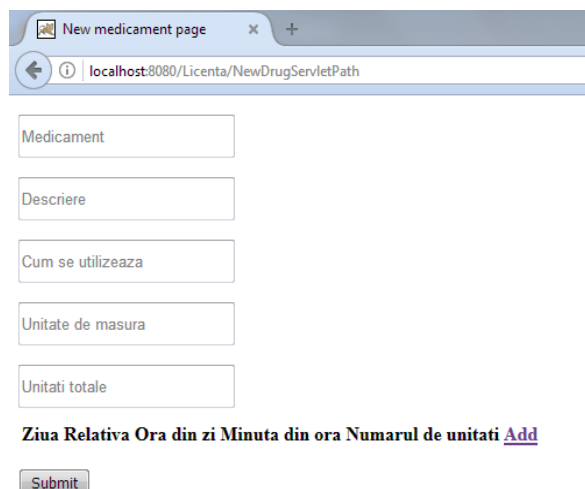 New medicament page
localhost:8080/Licenta/NewDrugServletPath
Medicament
Descriere
Cum se utilizeaza
Unitate de masura
Unitati totale
Ziua Relativa Ora din zi Minuta din ora Numarul de unitati Add
Submit